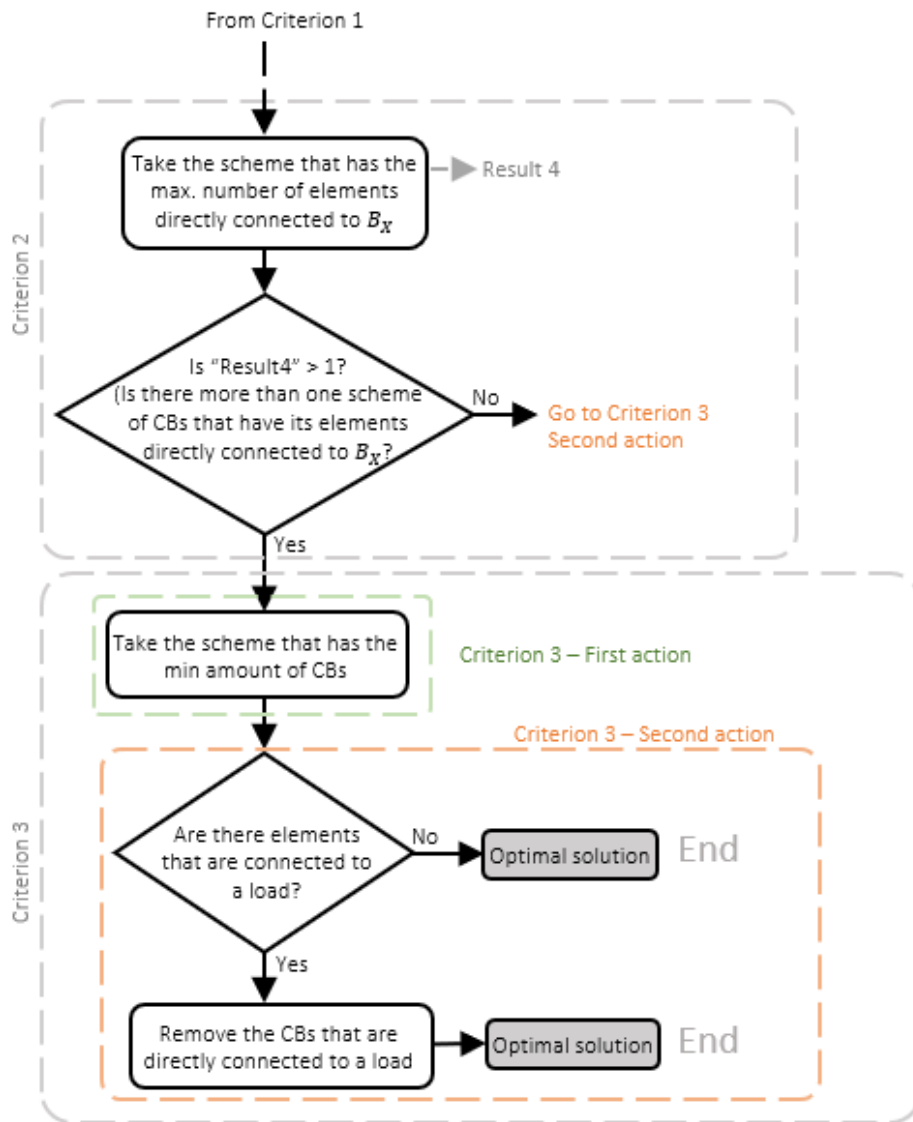 From Criterion 1
Criterion 2
Take the scheme that has the
max. number of elements
directly connected to B_X
Result 4
Is “Result4” > 1?
(Is there more than one scheme
of CBs that have its elements
directly connected to B_X?
No
Go to Criterion 3
Second action
Yes
Criterion 3
Take the scheme that has the
min amount of CBs
Criterion 3 – First action
Criterion 3 – Second action
Are there elements
that are connected to
a load?
No
Optimal solution
End
Yes
Remove the CBs that are
directly connected to a load
Optimal solution
End